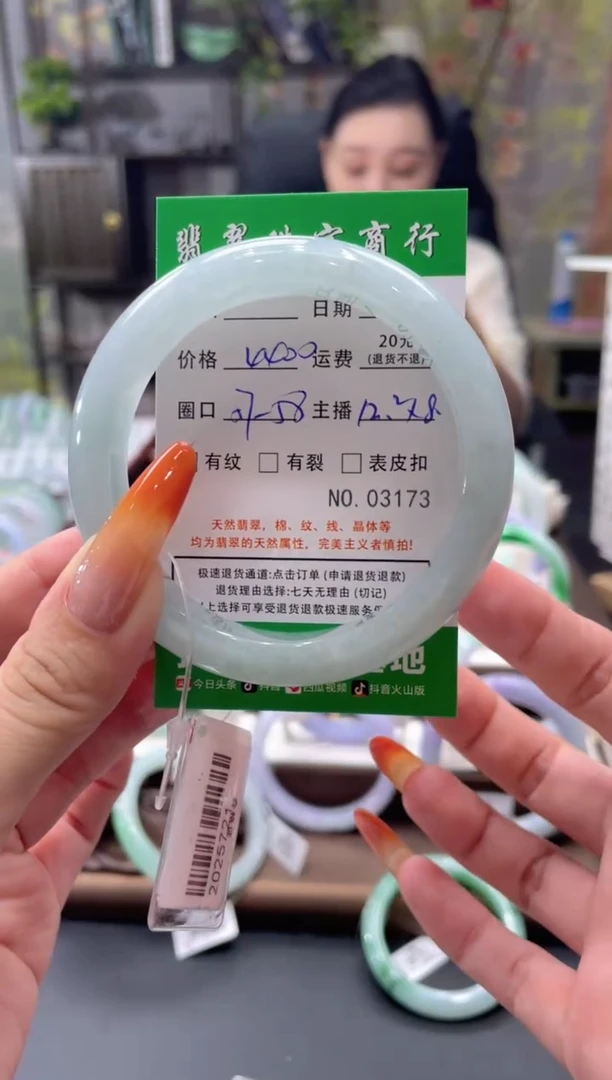 翡翠珠宝商行
日期
价格 4400 运费 20元 (退货不退)
圈口 07-58 主播 12.7x8
有纹 有裂 表皮扣
NO.03173
天然翡翠,棉、纹、线、晶体等
均为翡翠的天然属性,完美主义者慎拍!
极速退货通道:点击订单(申请退货退款)
退货理由选择:七天无理由(切记)
上选择可享受退货退款极速服务
地
今日头条 抖音 西瓜视频 抖音火山版